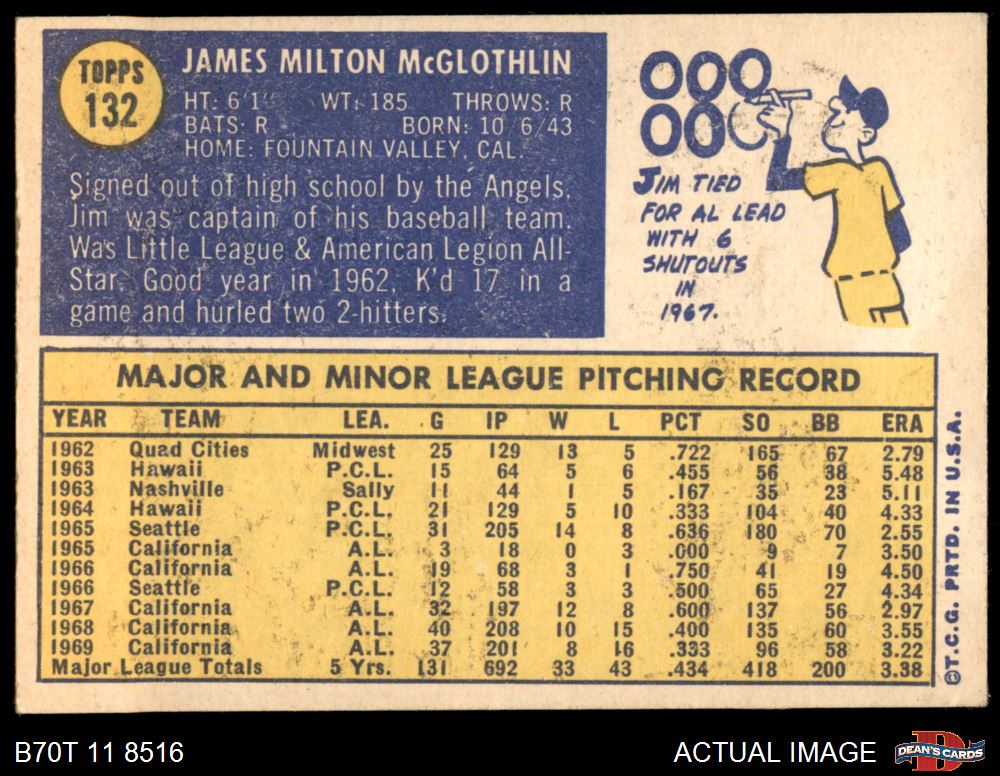 TOPPS
132
JAMES MILTON McGLOTHLIN
HT: 6'1" WT: 185 THROWS: R
BATS: R BORN: 10/6/43
HOME: FOUNTAIN VALLEY, CAL.
Signed out of high school by the Angels,
Jim was captain of his baseball team.
Was Little League & American Legion All-
Star. Good year in 1962, K'd 17 in a
game and hurled two 2-hitters.
000
000
JIM TIED
FOR AL LEAD
WITH 6
SHUTOUTS
IN
1967.
MAJOR AND MINOR LEAGUE PITCHING RECORD
YEAR TEAM LEA. G IP W L PCT SO BB ERA
1962 Quad Cities Midwest 25 129 13 5 .722 165 67 2.79
1963 Hawaii P.C.L. 15 64 5 6 .455 56 38 5.48
1963 Nashville Sally 11 44 1 5 .167 35 23 5.11
1964 Hawaii P.C.L. 21 129 5 10 .333 104 40 4.33
1965 Seattle P.C.L. 31 205 14 8 .636 180 70 2.55
1965 California A.L. 3 18 0 3 .000 9 7 3.50
1966 California A.L. 19 68 3 1 .750 41 19 4.50
1966 Seattle P.C.L. 12 58 3 3 .500 65 27 4.34
1967 California A.L. 32 197 12 8 .600 137 56 2.97
1968 California A.L. 40 208 10 15 .400 135 60 3.55
1969 California A.L. 37 201 8 16 .333 96 58 3.22
Major League Totals 5 Yrs. 131 692 33 43 .434 418 200 3.38
©T.C.G. PRTD. IN U.S.A.
B70T 11 8516
ACTUAL IMAGE
DEAN'S CARDS